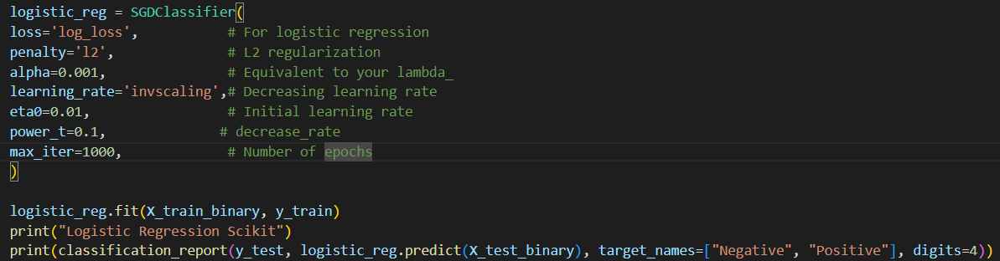 logistic_reg = SGDClassifier(
loss='log_loss',           # For logistic regression
penalty='l2',              # L2 regularization
alpha=0.001,               # Equivalent to your lambda_
learning_rate='invscaling',# Decreasing learning rate
eta0=0.01,                 # Initial learning rate
power_t=0.1,              # decrease_rate
max_iter=1000,             # Number of epochs
)
logistic_reg.fit(X_train_binary, y_train)
print("Logistic Regression Scikit")
print(classification_report(y_test, logistic_reg.predict(X_test_binary), target_names=["Negative", "Positive"], digits=4))